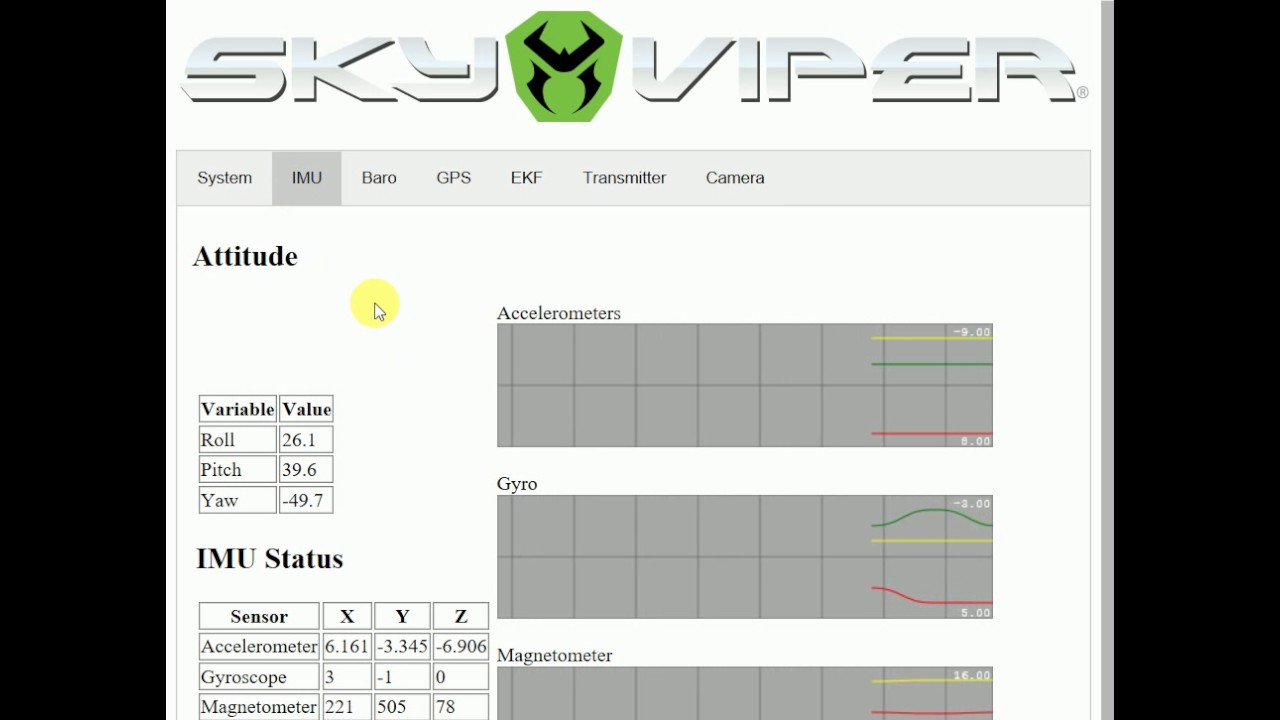 SKY VIPER®
System IMU Baro GPS EKF Transmitter Camera
Attitude
Accelerometers
-9.00
8.00
Variable Value
Roll 26.1
Pitch 39.6
Yaw -49.7
Gyro
-3.00
5.00
IMU Status
Sensor X Y Z
Accelerometer 6.161 -3.345 -6.906
Gyroscope 3 -1 0
Magnetometer 221 505 78
Magnetometer
16.00